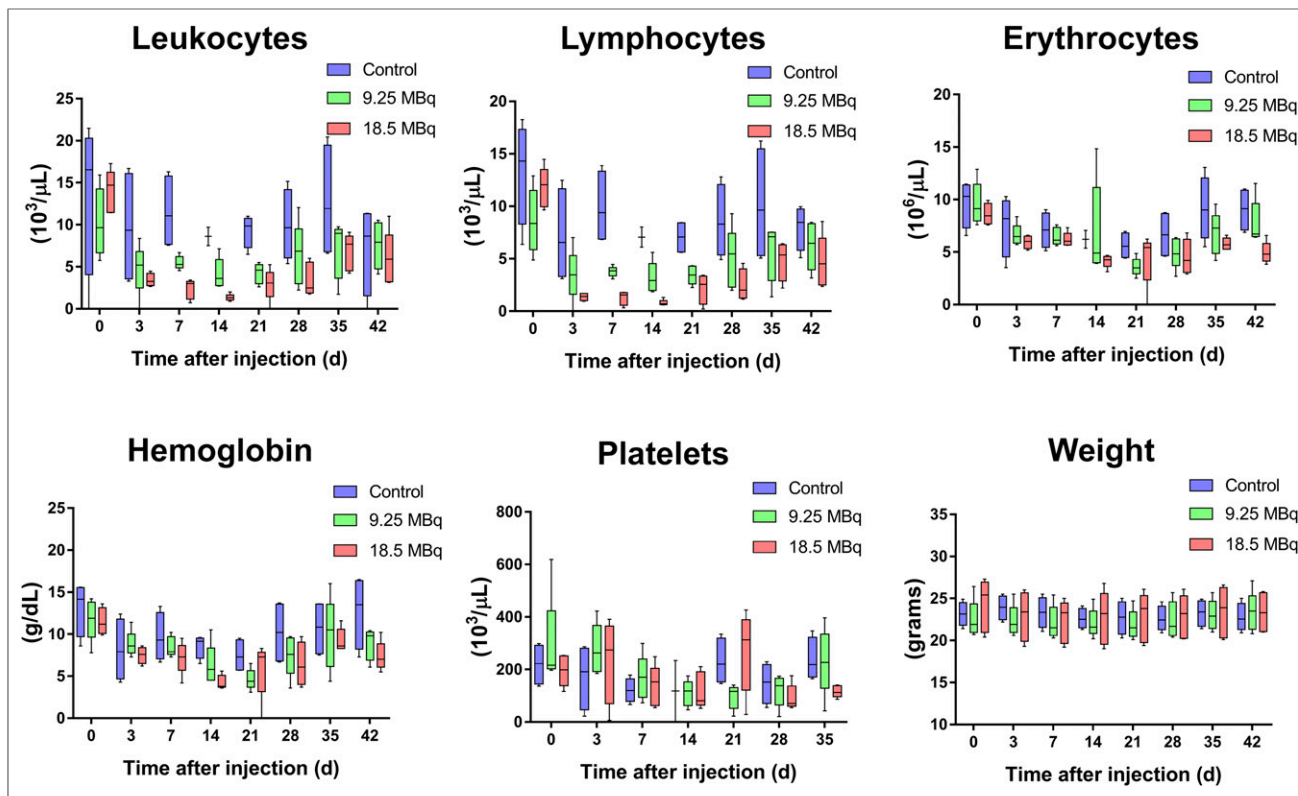 Leukocytes
Control
9.25 MBq
18.5 MBq
25
20
15
10
5
0
(10³/µL)
0 3 7 14 21 28 35 42
Time after injection (d)
Lymphocytes
Control
9.25 MBq
18.5 MBq
20
15
10
5
0
(10³/µL)
0 3 7 14 21 28 35 42
Time after injection (d)
Erythrocytes
Control
9.25 MBq
18.5 MBq
20
15
10
5
0
(10⁶/µL)
0 3 7 14 21 28 35 42
Time after injection (d)
Hemoglobin
Control
9.25 MBq
18.5 MBq
25
20
15
10
5
0
(g/dL)
0 3 7 14 21 28 35 42
Time after injection (d)
Platelets
Control
9.25 MBq
18.5 MBq
800
600
400
200
0
(10³/µL)
0 3 7 14 21 28 35
Time after injection (d)
Weight
Control
9.25 MBq
18.5 MBq
35
30
25
20
15
10
(grams)
0 3 7 14 21 28 35 42
Time after injection (d)